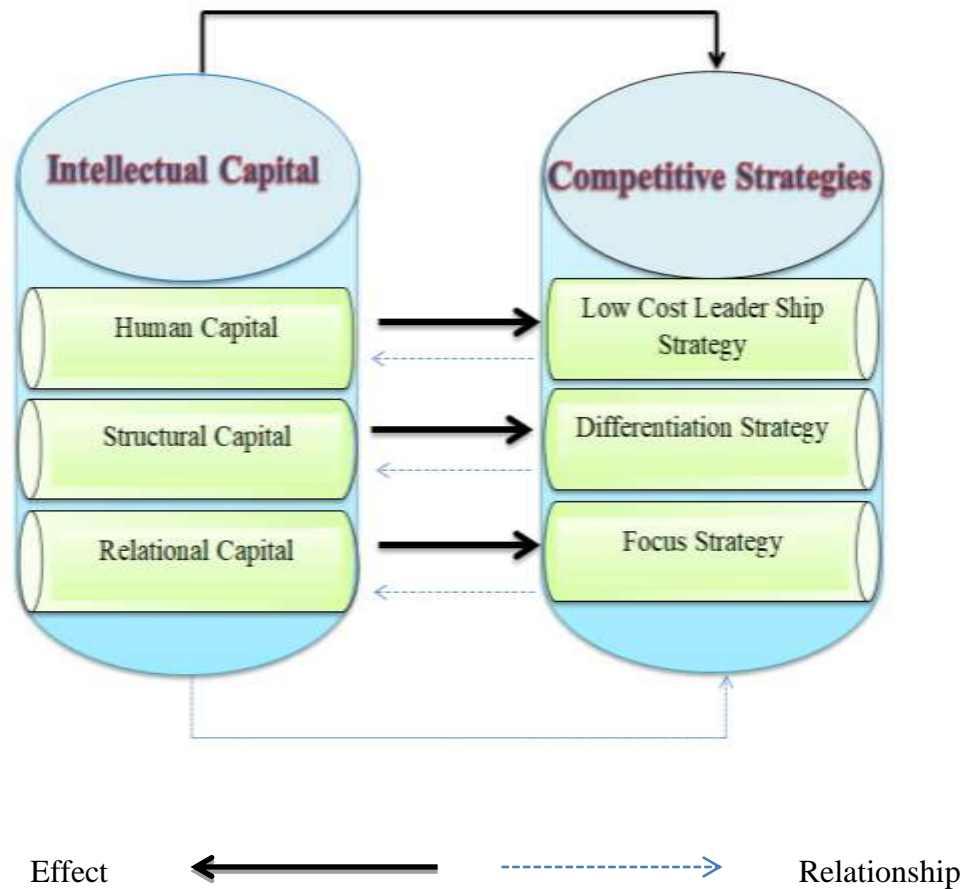 Intellectual Capital
Competitive Strategies
Human Capital
Low Cost Leader Ship
Strategy
Structural Capital
Differentiation Strategy
Relational Capital
Focus Strategy
Effect
Relationship